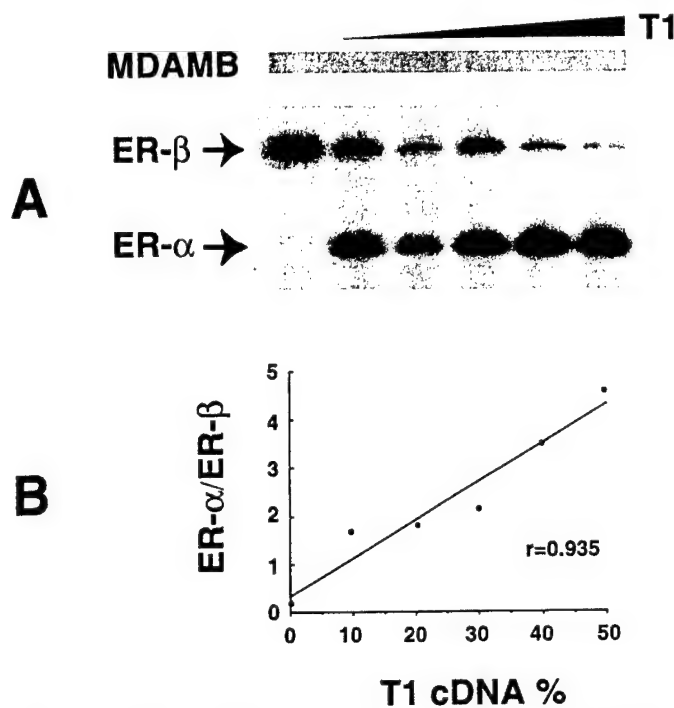 T1
MDAMB
ER-β
A
ER-α
B
ER-α/ER-β
5
4
3
2
1
0
r=0.935
0 10 20 30 40 50
T1 cDNA %